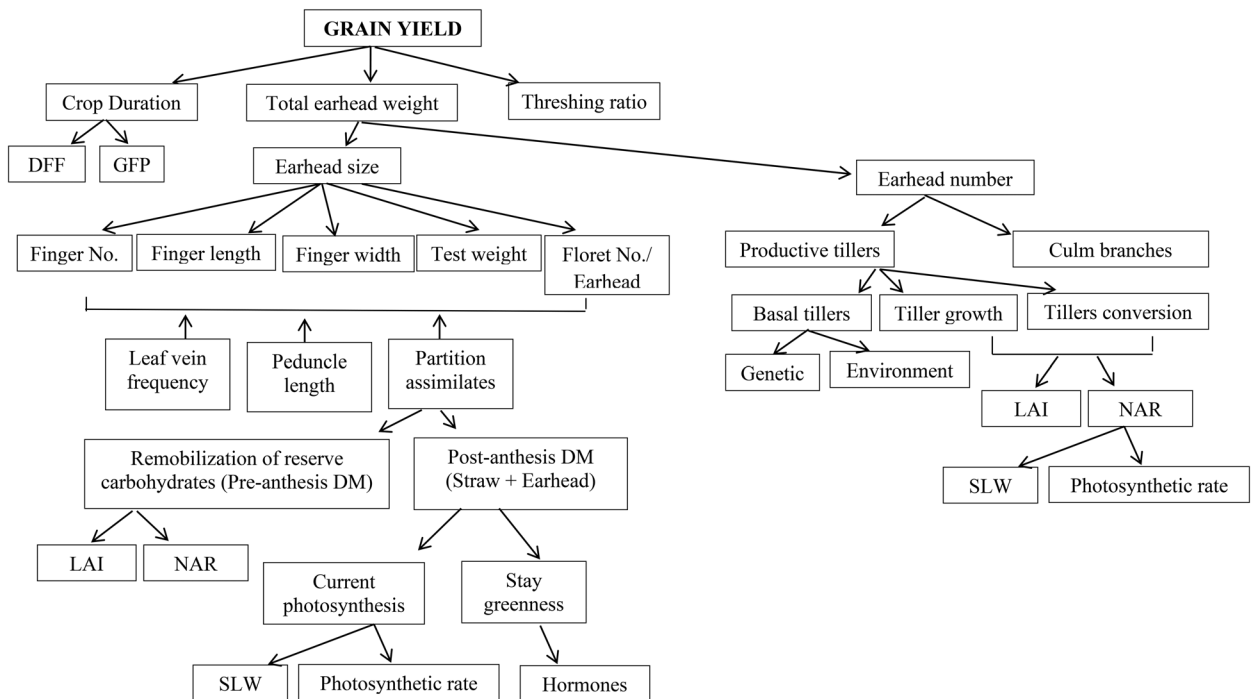 GRAIN YIELD
Crop Duration
Total earhead weight
Threshing ratio
DFF
GFP
Earhead size
Earhead number
Finger No.
Finger length
Finger width
Test weight
Floret No./
Earhead
Productive tillers
Culm branches
Basal tillers
Tiller growth
Tillers conversion
Leaf vein
frequency
Peduncle
length
Partition
assimilates
Genetic
Environment
LAI
NAR
Remobilization of reserve
carbohydrates (Pre-anthesis DM)
Post-anthesis DM
(Straw + Earhead)
SLW
Photosynthetic rate
LAI
NAR
Current
photosynthesis
Stay
greenness
SLW
Photosynthetic rate
Hormones